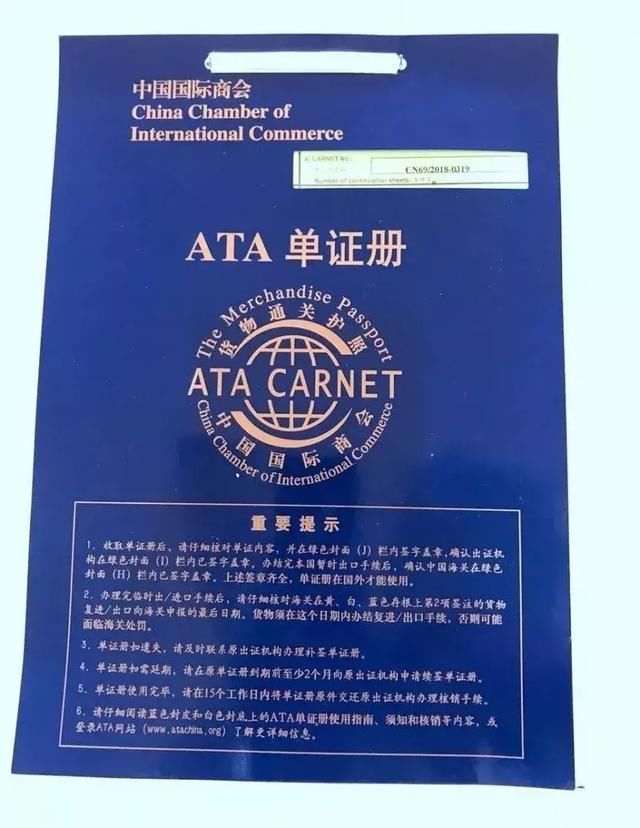 中国国际商会
China Chamber of
International Commerce
a) CARNET No.
CN69/2018-0319
Number of continuation sheets:
ATA 单证册
The Merchandise Passport
货物通关护照
ATA CARNET
中国国际商会
China Chamber of International Commerce
重要提示
1. 收取单证册后，请仔细核对单证内容，并在绿色封面（J）栏内签字盖章，确认出证机
构在绿色封面（I）栏内已签字盖章。办结完本国暂时出口手续后，确认中国海关在绿色
封面（H）栏内已签字盖章。上述签章齐全，单证册在国外才能使用。
2. 办理完临时出/进口手续后，请仔细核对海关在黄、白、蓝色存根上第2项签注的貨物
复进/出口向海关申报的最后日期。货物须在这个日期内办结复进/出口手续，否则可能
面临海关处罚。
3. 单证册如遗失，请及时联系原出证机构办理补签单证册。
4. 单证册如需延期，请在原单证册到期前至少2个月向原出证机构申请续签单证册。
5. 单证册使用完毕，请在15个工作日内将单证册原件交还原出证机构办理核销手续。
6. 请仔细阅读蓝色封皮和白色封底上的ATA单证册使用指南、须知和核销等内容，或
登录ATA网站（www.atachina.org）了解更详细信息。